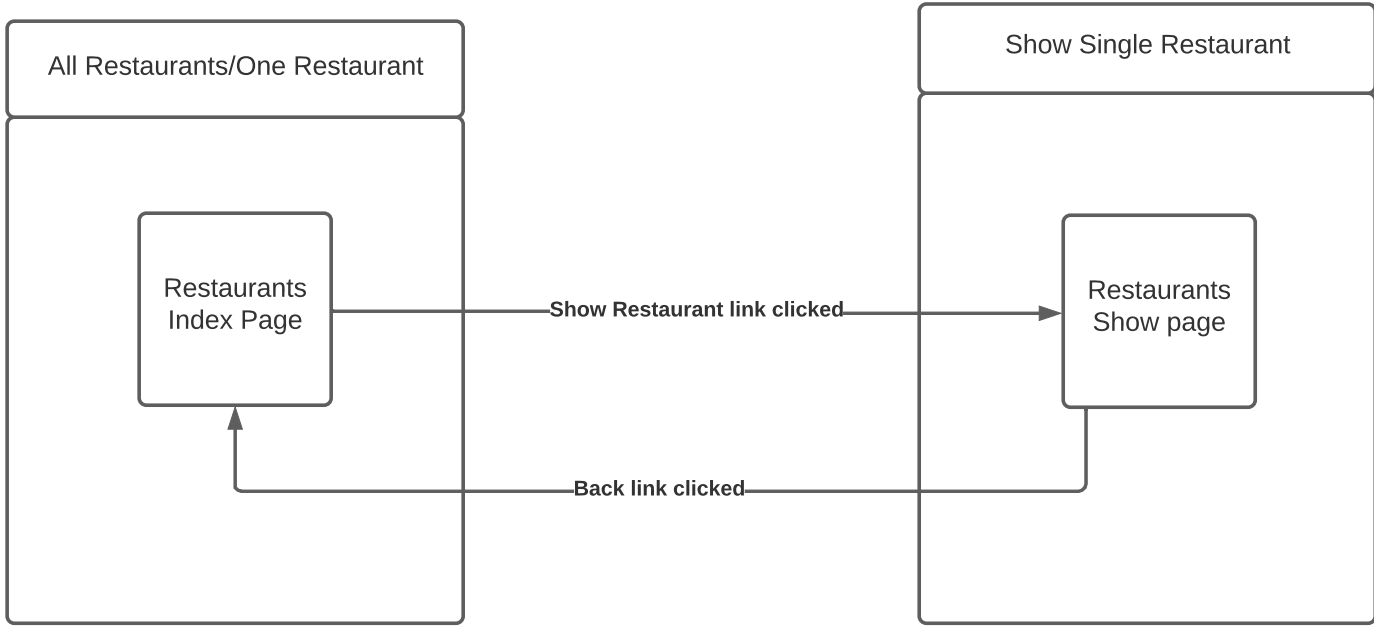 All Restaurants/One Restaurant
Show Single Restaurant
Restaurants
Index Page
Show Restaurant link clicked
Restaurants
Show page
Back link clicked